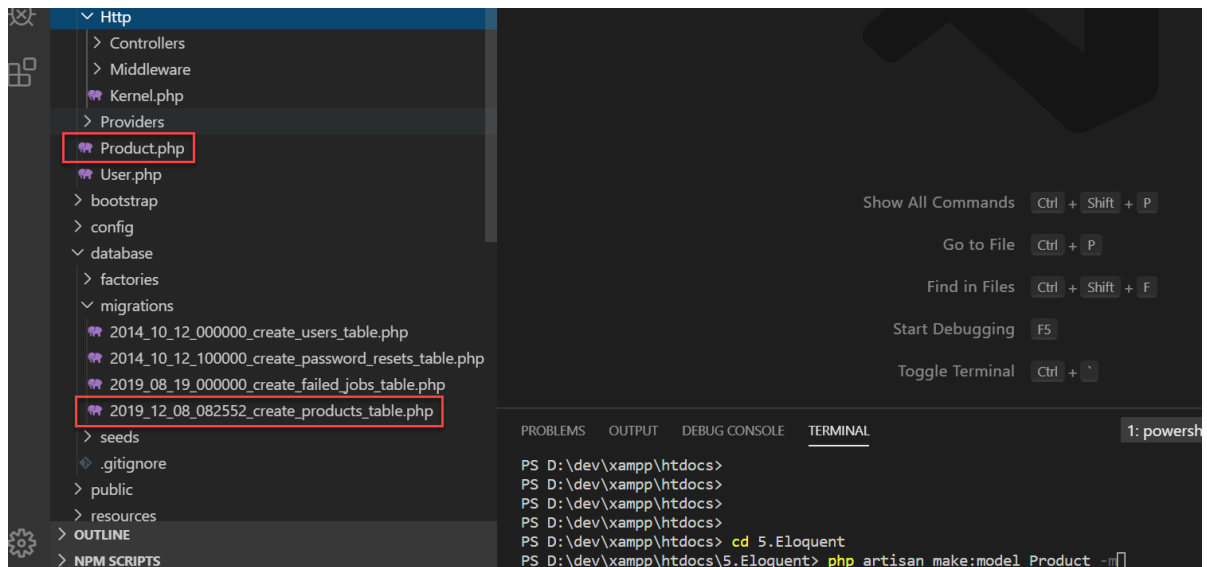 Http
Controllers
Middleware
Kernel.php
Providers
Product.php
User.php
bootstrap
config
database
factories
migrations
2014_10_12_000000_create_users_table.php
2014_10_12_100000_create_password_resets_table.php
2019_08_19_000000_create_failed_jobs_table.php
2019_12_08_082552_create_products_table.php
seeds
.gitignore
public
resources
OUTLINE
NPM SCRIPTS
Show All Commands Ctrl + Shift + P
Go to File Ctrl + P
Find in Files Ctrl + Shift + F
Start Debugging F5
Toggle Terminal Ctrl + `
PROBLEMS OUTPUT DEBUG CONSOLE TERMINAL 1: powersh
PS D:\dev\xampp\htdocs>
PS D:\dev\xampp\htdocs>
PS D:\dev\xampp\htdocs>
PS D:\dev\xampp\htdocs>
PS D:\dev\xampp\htdocs> cd 5.Eloquent
PS D:\dev\xampp\htdocs\5.Eloquent> php artisan make:model Product -m